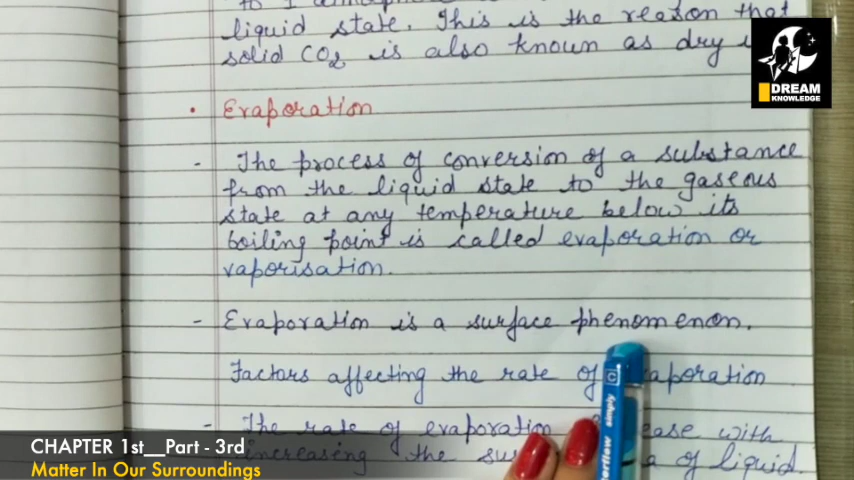 liquid state. This is the reason that
solid CO2 is also known as dry
DREAM
KNOWLEDGE
• Evaporation
- The process of conversion of a substance
from the liquid state to the gaseous
state at any temperature below its
boiling point is called evaporation or
vaporisation.
- Evaporation is a surface phenomenon.
Factors affecting the rate of
- The rate of evaporation with
increasing the of liquid.
simply
CHAPTER 1st__Part - 3rd
Matter In Our Surroundings